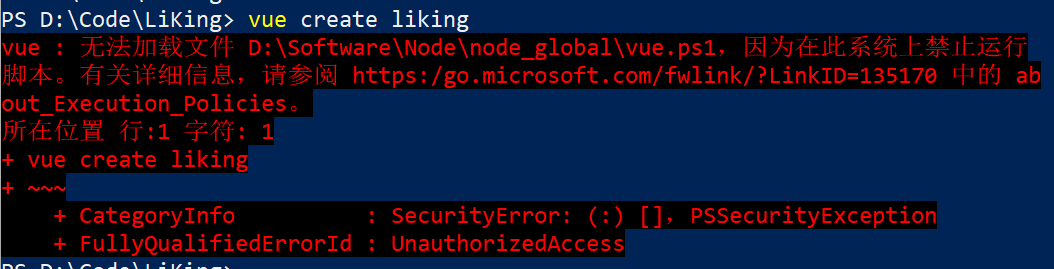 PS D:\Code\LiKing> vue create liking
vue : 无法加载文件 D:\Software\Node\node_global\vue.ps1，因为在此系统上禁止运行
脚本。有关详细信息，请参阅 https:/go.microsoft.com/fwlink/?LinkID=135170 中的 ab
out_Execution_Policies。
所在位置 行:1 字符: 1
+ vue create liking
+ ~~~
    + CategoryInfo          : SecurityError: (:) []，PSSecurityException
    + FullyQualifiedErrorId : UnauthorizedAccess
PS D:\Code\LiKing>